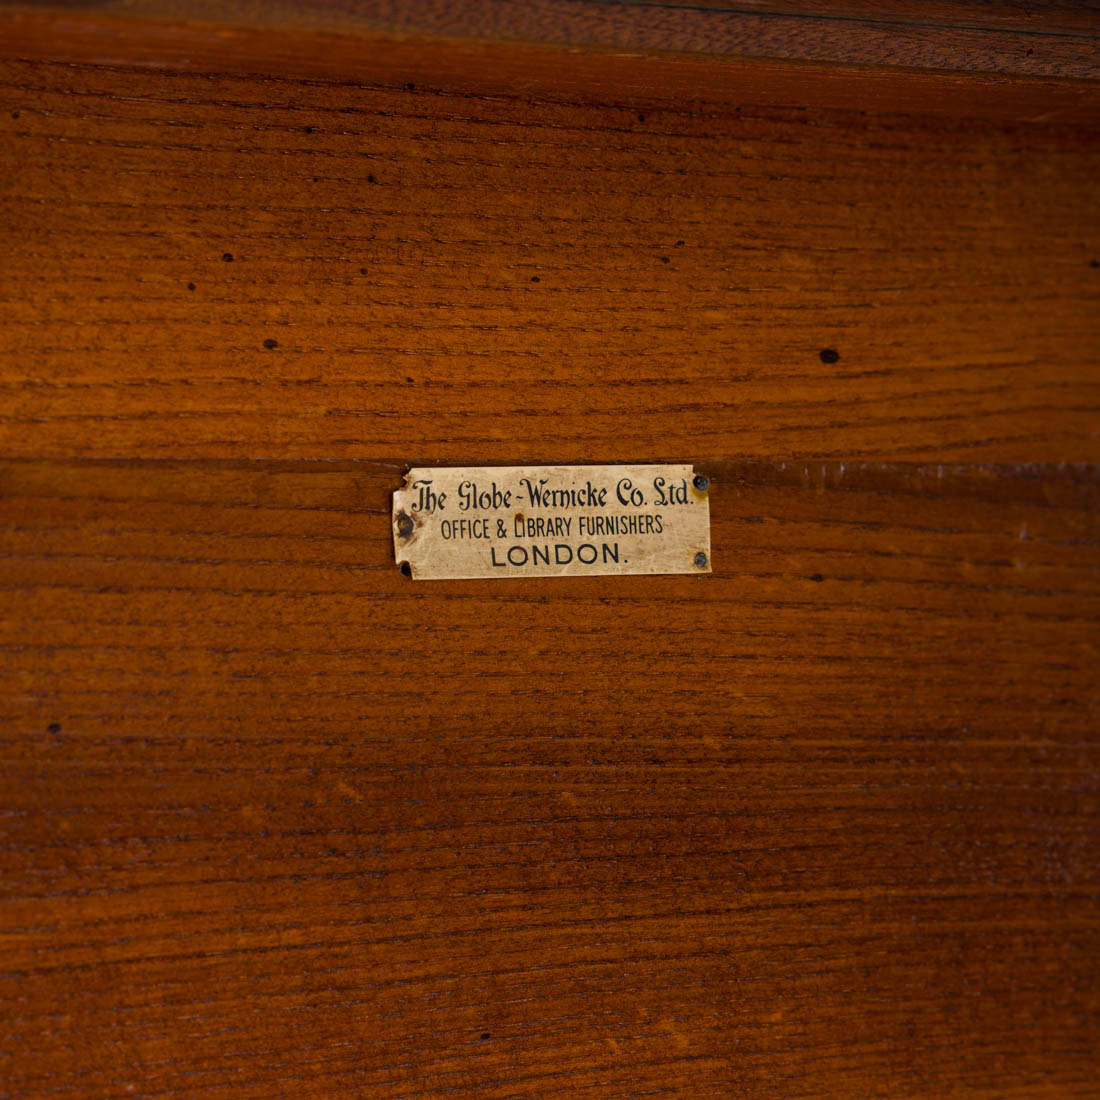 The Globe-Wernicke Co. Ltd.
OFFICE & LIBRARY FURNISHERS
LONDON.